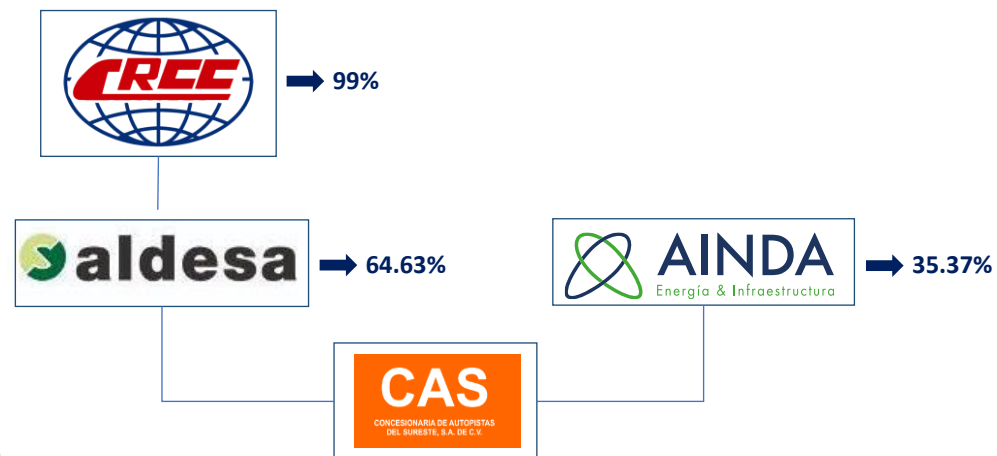 CRCC
99%
aldesa
64.63%
AINDA
Energía & Infraestructura
35.37%
CAS
CONCESIONARIA DE AUTOPISTAS
DEL SURESTE, S.A. DE C.V.